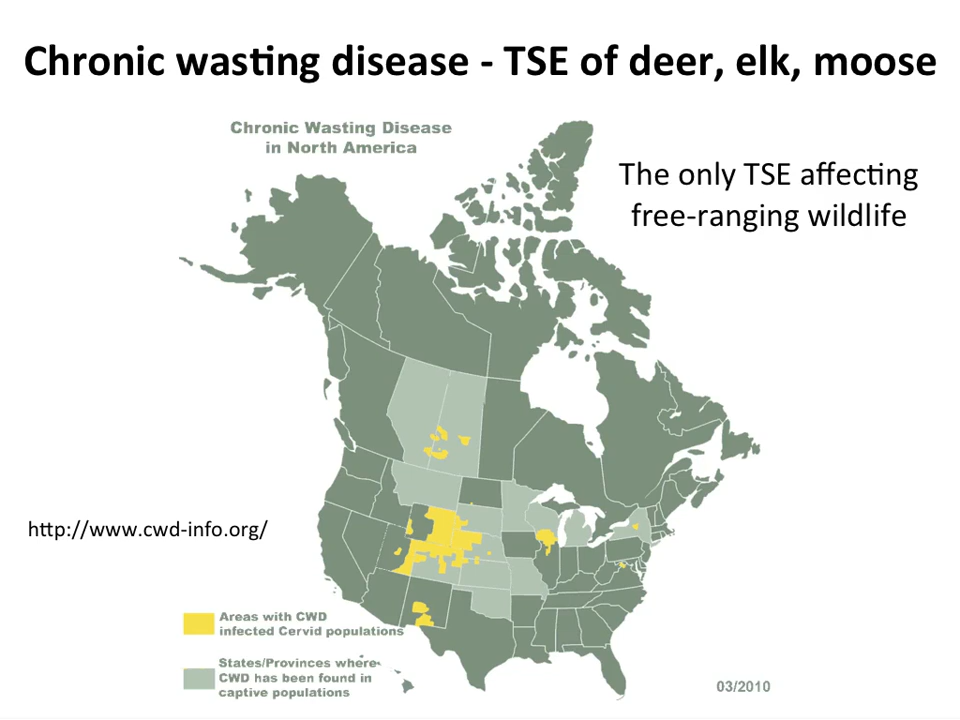 Chronic wasting disease - TSE of deer, elk, moose
Chronic Wasting Disease
in North America
The only TSE affecting
free-ranging wildlife
http://www.cwd-info.org/
Areas with CWD
infected Cervid populations
States/Provinces where
CWD has been found in
captive populations
03/2010